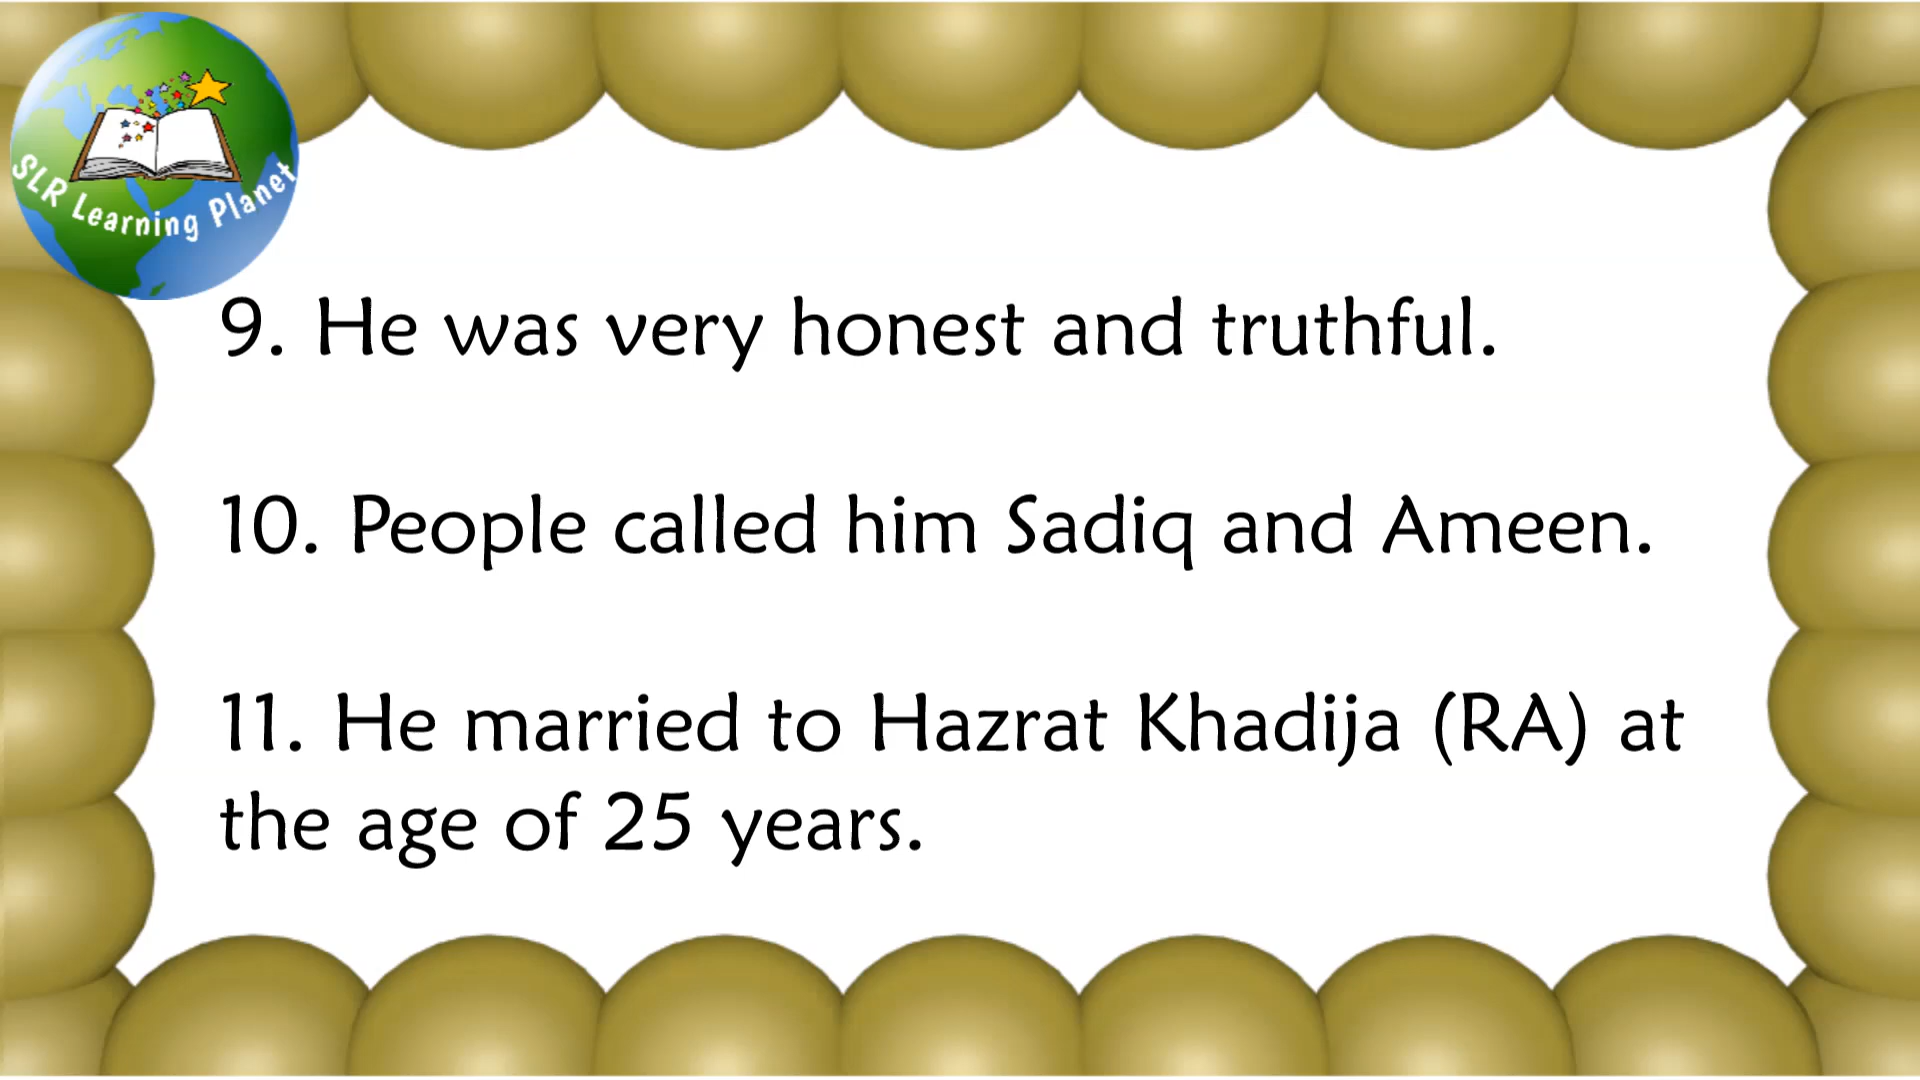 SLR Learning Planet
9. He was very honest and truthful.
10. People called him Sadiq and Ameen.
11. He married to Hazrat Khadija (RA) at
the age of 25 years.